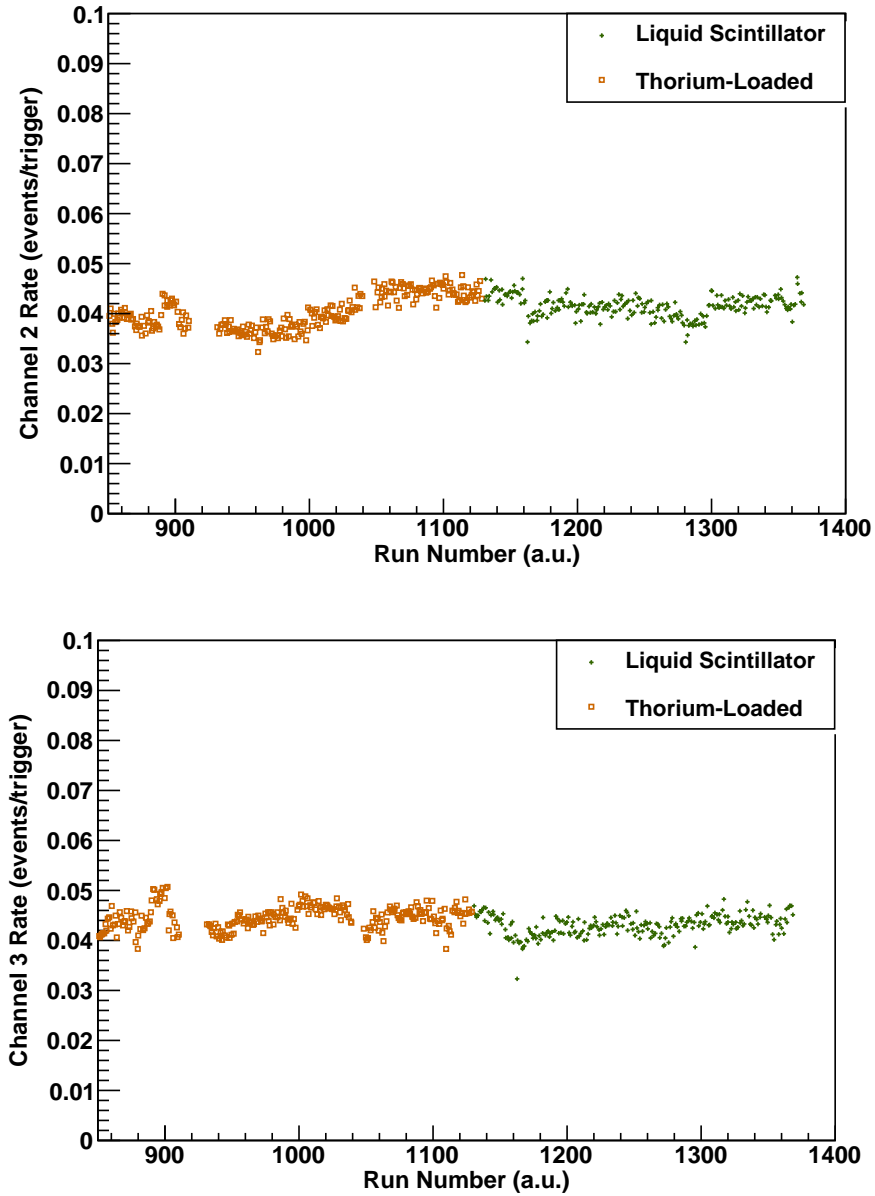 Channel 2 Rate (events/trigger)
0.1
0.09
0.08
0.07
0.06
0.05
0.04
0.03
0.02
0.01
0
Liquid Scintillator
Thorium-Loaded
900 1000 1100 1200 1300 1400
Run Number (a.u.)
Channel 3 Rate (events/trigger)
0.1
0.09
0.08
0.07
0.06
0.05
0.04
0.03
0.02
0.01
0
Liquid Scintillator
Thorium-Loaded
900 1000 1100 1200 1300 1400
Run Number (a.u.)